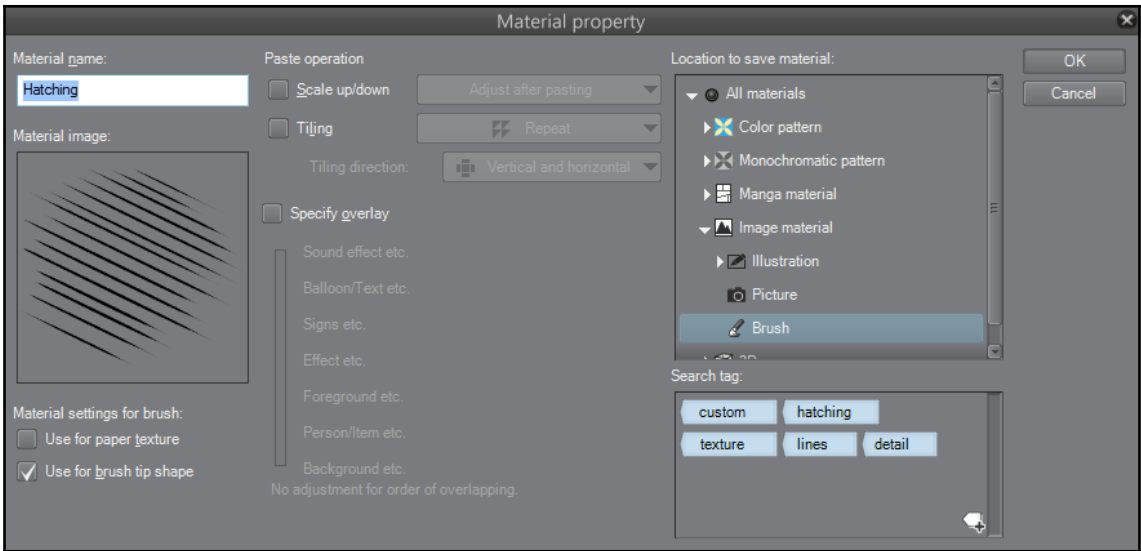 Material property
Material name:
Hatching
Material image:
Material settings for brush:
Use for paper texture
Use for brush tip shape
Paste operation
Scale up/down
Adjust after pasting
Tiling
Repeat
Tiling direction:
Vertical and horizontal
Specify overlay
Sound effect etc.
Balloon/Text etc.
Signs etc.
Effect etc.
Foreground etc.
Person/Item etc.
Background etc.
No adjustment for order of overlapping.
Location to save material:
All materials
Color pattern
Monochromatic pattern
Manga material
Image material
Illustration
Picture
Brush
3D
Search tag:
custom hatching
texture lines detail
OK
Cancel